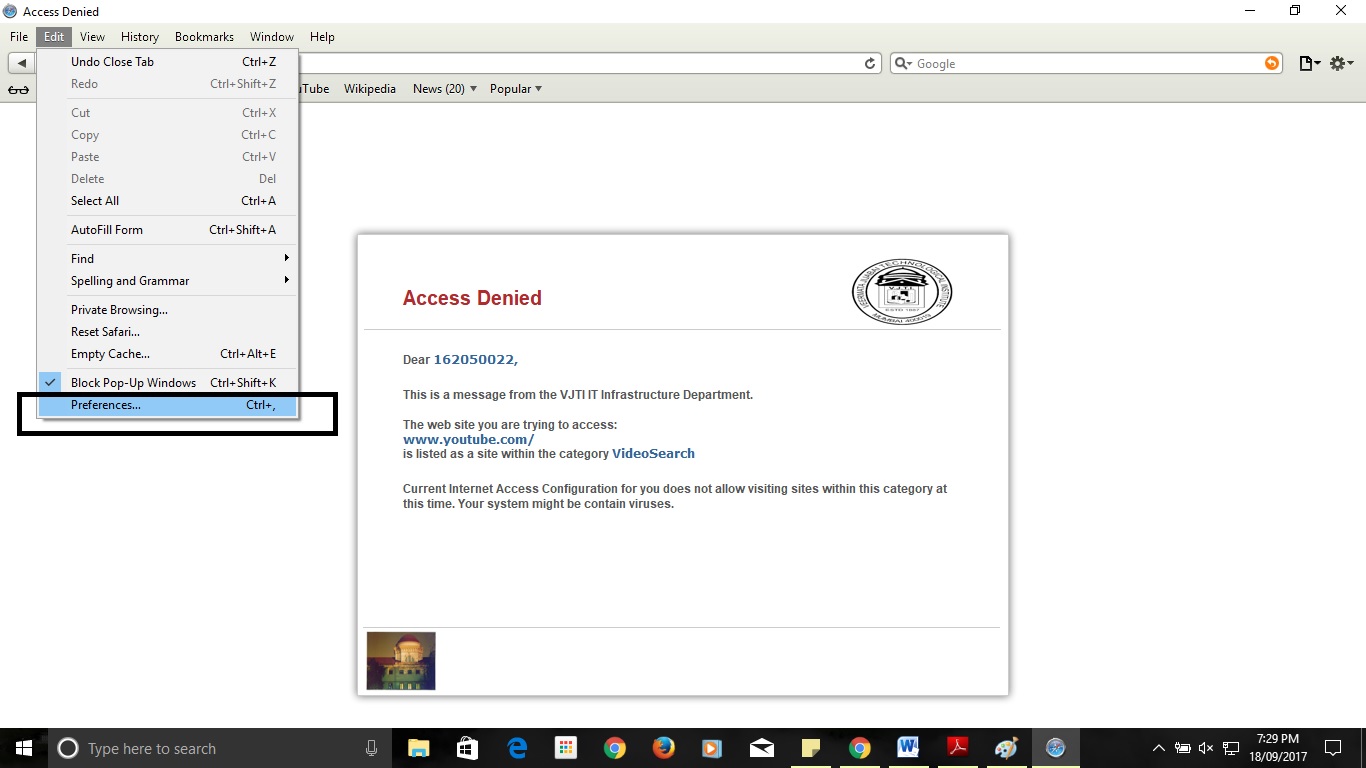 Access Denied
File Edit View History Bookmarks Window Help
Undo Close Tab Ctrl+Z
Redo Ctrl+Shift+Z
Cut Ctrl+X
Copy Ctrl+C
Paste Ctrl+V
Delete Del
Select All Ctrl+A
AutoFill Form Ctrl+Shift+A
Find
Spelling and Grammar
Private Browsing...
Reset Safari...
Empty Cache... Ctrl+Alt+E
Block Pop-Up Windows Ctrl+Shift+K
Preferences... Ctrl+,
Google
uTube Wikipedia News (20) Popular
Access Denied
V.J.T.I.
ESTD 1887
MUMBAI 400019
Dear 162050022,
This is a message from the VJTI IT Infrastructure Department.
The web site you are trying to access:
www.youtube.com/
is listed as a site within the category VideoSearch
Current Internet Access Configuration for you does not allow visiting sites within this category at
this time. Your system might be contain viruses.
Type here to search
7:29 PM
18/09/2017